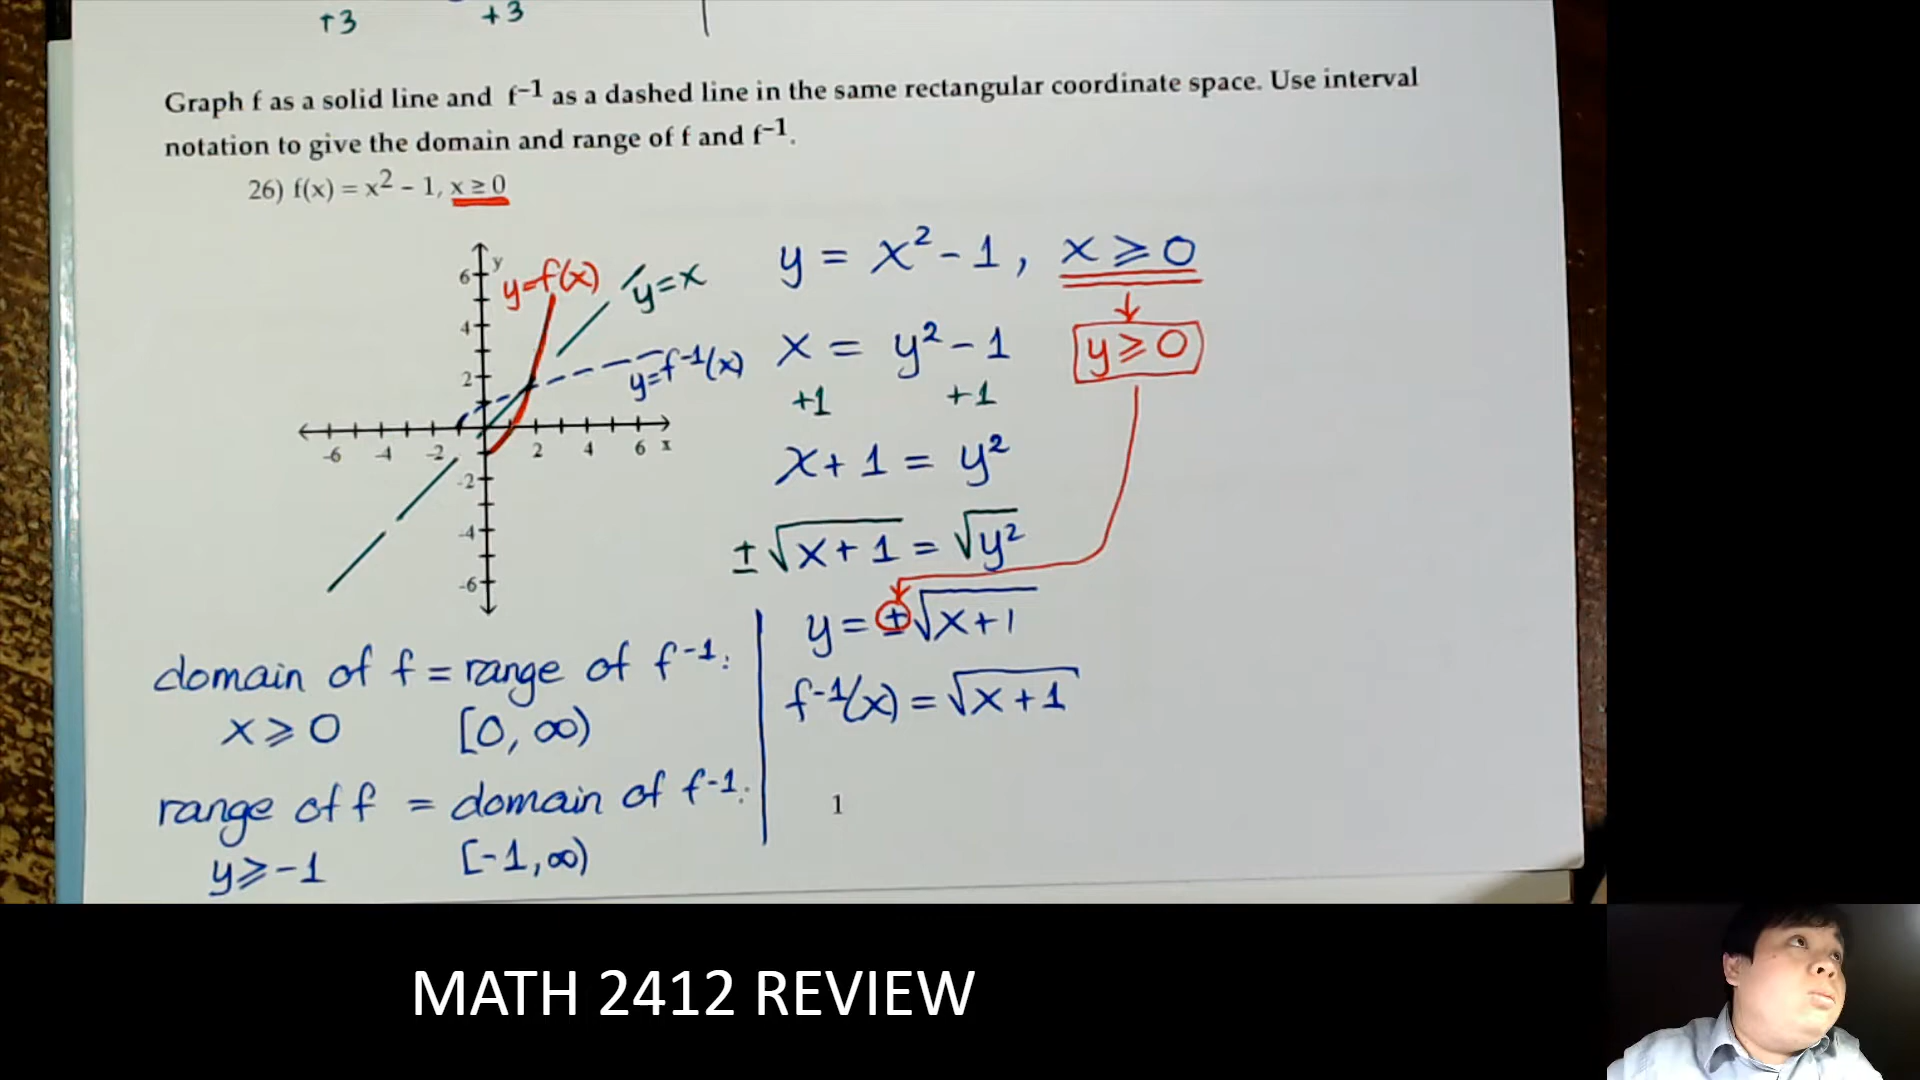 +3 +3
Graph f as a solid line and f⁻¹ as a dashed line in the same rectangular coordinate space. Use interval
notation to give the domain and range of f and f⁻¹.
26) f(x) = x² − 1, x ≥ 0
y
6
4
2
-6 -4 -2 2 4 6 x
-2
-4
-6
y=f(x)
y=x
y=f⁻¹(x)
y = x² − 1, x ≥ 0
x = y² − 1 y ≥ 0
+1 +1
x + 1 = y²
±√(x+1) = √(y²)
y = ±√(x+1)
f⁻¹(x) = √(x+1)
domain of f = range of f⁻¹:
x ≥ 0 [0, ∞)
range of f = domain of f⁻¹:
y ≥ −1 [−1, ∞)
1
MATH 2412 REVIEW